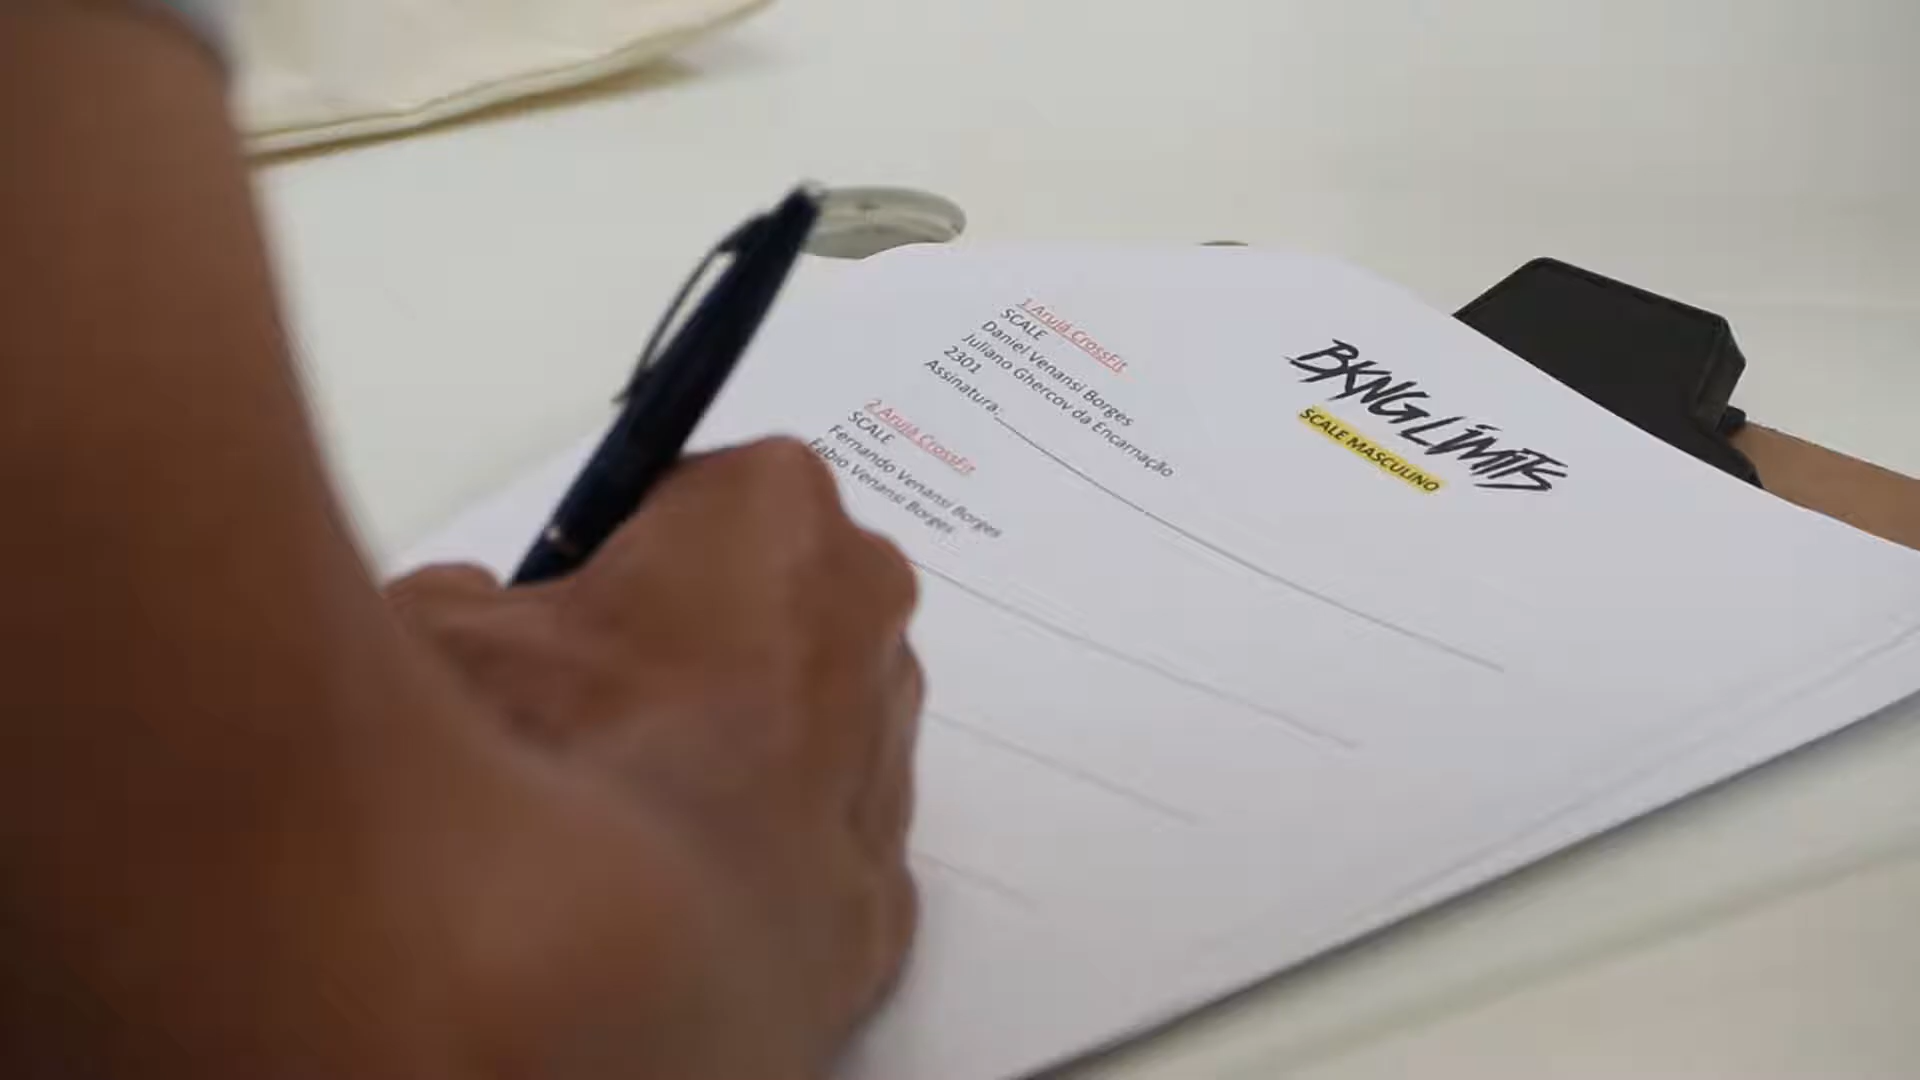 BKNG LIMITS
SCALE MASCULINO
1 Arujá CrossFit
SCALE
Daniel Venansi Borges
Juliano Ghercov da Encarnação
2301
Assinatura:
2 Arujá CrossFit
SCALE
Fernando Venansi Borges
Fabio Venansi Borges